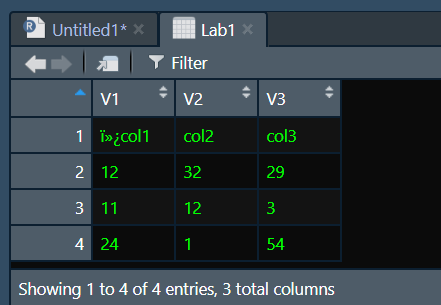 Untitled1* × Lab1 ×
Filter
V1 V2 V3
1 ï»¿col1 col2 col3
2 12 32 29
3 11 12 3
4 24 1 54
Showing 1 to 4 of 4 entries, 3 total columns